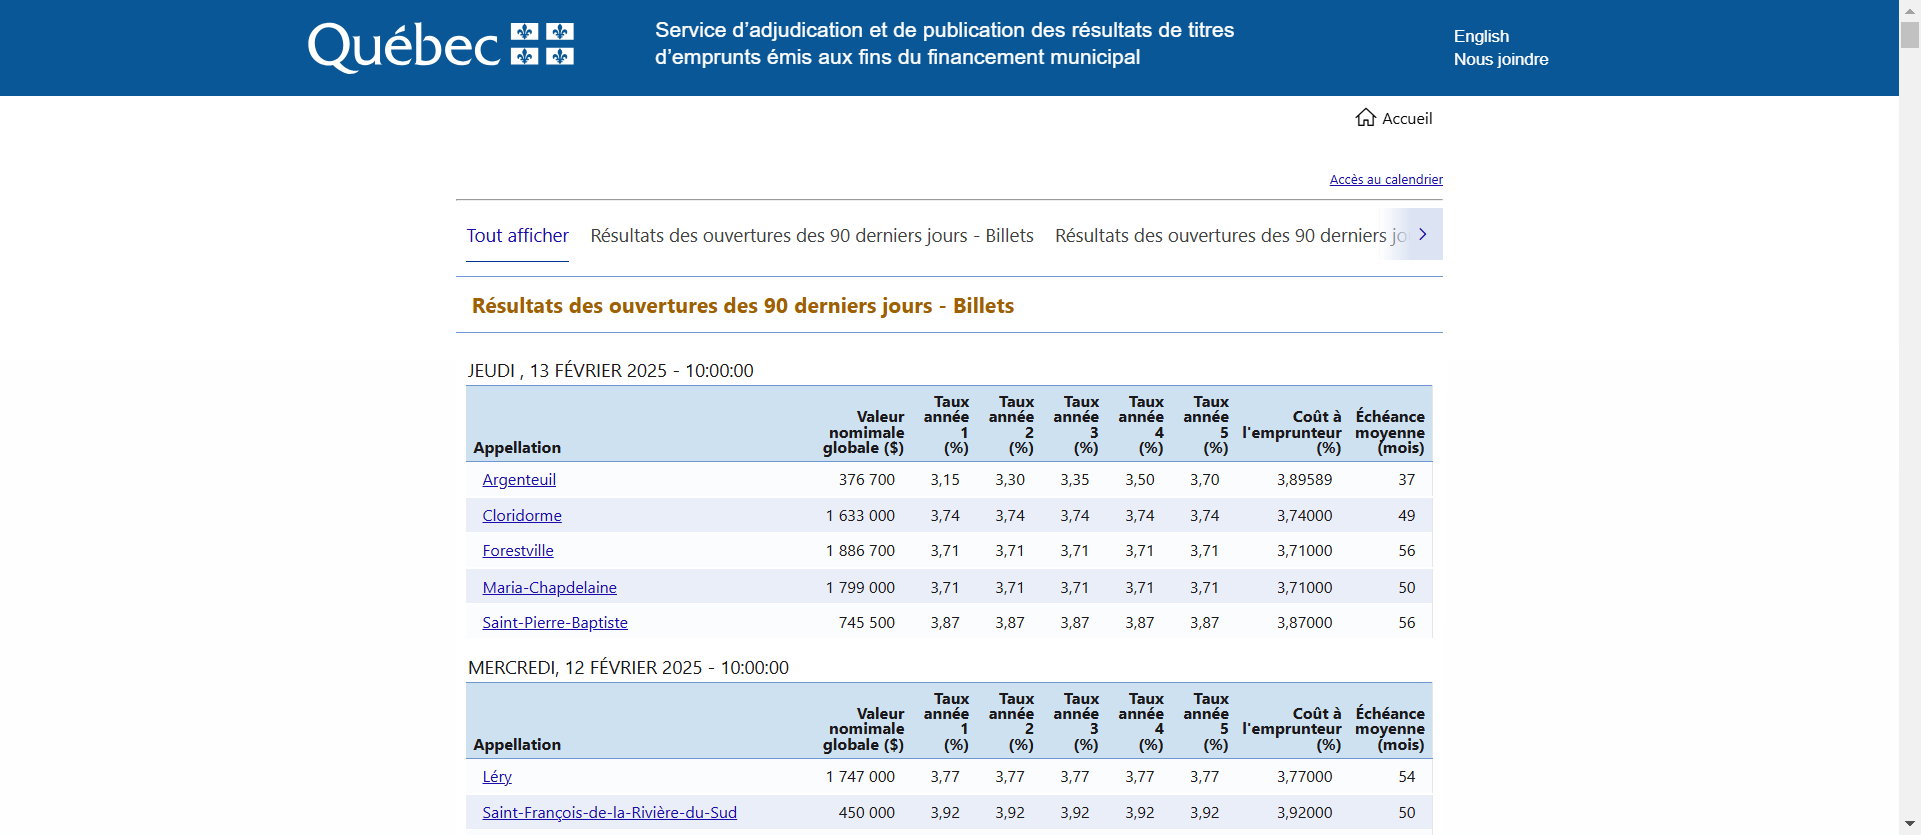 Québec
Service d’adjudication et de publication des résultats de titres
d’emprunts émis aux fins du financement municipal
English
Nous joindre
Accueil
Accès au calendrier
Tout afficher Résultats des ouvertures des 90 derniers jours - Billets Résultats des ouvertures des 90 derniers jo
Résultats des ouvertures des 90 derniers jours - Billets
JEUDI , 13 FÉVRIER 2025 - 10:00:00
Appellation Valeur nomimale globale ($) Taux année 1 (%) Taux année 2 (%) Taux année 3 (%) Taux année 4 (%) Taux année 5 (%) Coût à l'emprunteur (%) Échéance moyenne (mois)
Argenteuil 376 700 3,15 3,30 3,35 3,50 3,70 3,89589 37
Cloridorme 1 633 000 3,74 3,74 3,74 3,74 3,74 3,74000 49
Forestville 1 886 700 3,71 3,71 3,71 3,71 3,71 3,71000 56
Maria-Chapdelaine 1 799 000 3,71 3,71 3,71 3,71 3,71 3,71000 50
Saint-Pierre-Baptiste 745 500 3,87 3,87 3,87 3,87 3,87 3,87000 56
MERCREDI, 12 FÉVRIER 2025 - 10:00:00
Appellation Valeur nomimale globale ($) Taux année 1 (%) Taux année 2 (%) Taux année 3 (%) Taux année 4 (%) Taux année 5 (%) Coût à l'emprunteur (%) Échéance moyenne (mois)
Léry 1 747 000 3,77 3,77 3,77 3,77 3,77 3,77000 54
Saint-François-de-la-Rivière-du-Sud 450 000 3,92 3,92 3,92 3,92 3,92 3,92000 50